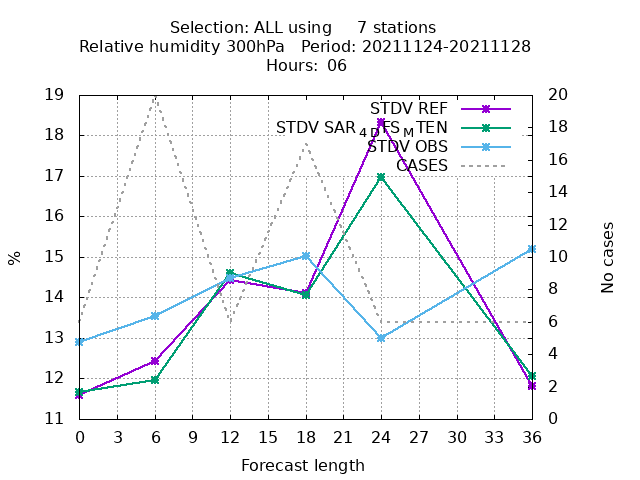 Selection: ALL using 7 stations
Relative humidity 300hPa Period: 20211124-20211128
Hours: 06
STDV REF
STDV SAR4DFSMTEN
STDV OBS
CASES
19
18
17
16
15
14
13
12
11
%
20
18
16
14
12
10
8
6
4
2
0
No cases
0 3 6 9 12 15 18 21 24 27 30 33 36
Forecast length